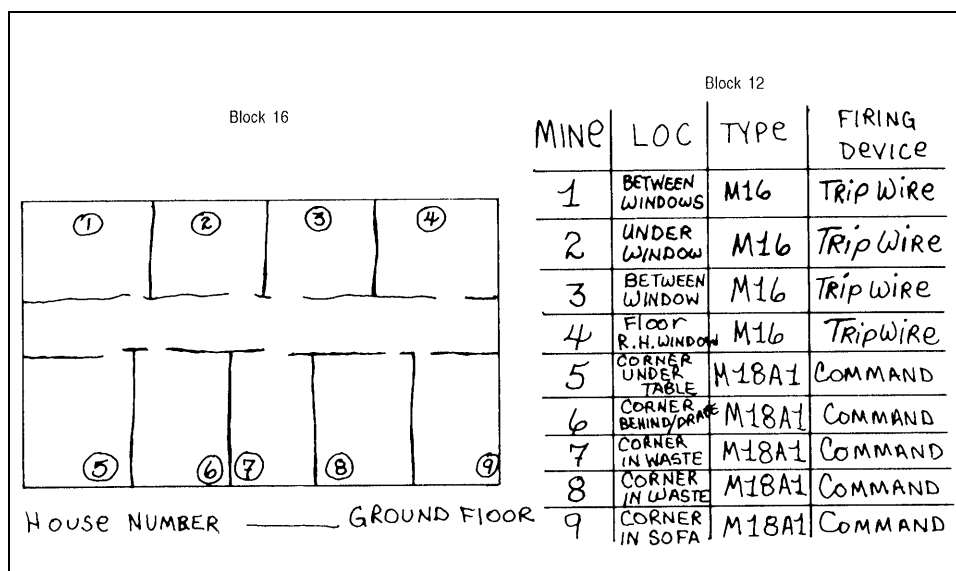 Block 16
① ② ③ ④
⑤ ⑥ ⑦ ⑧ ⑨
HOUSE NUMBER ______ GROUND FLOOR
Block 12
MINE LOC TYPE FIRING DEVICE
1 BETWEEN WINDOWS M16 TRIP WIRE
2 UNDER WINDOW M16 TRIP WIRE
3 BETWEEN WINDOW M16 TRIP WIRE
4 Floor R.H. WINDOW M16 TRIPWIRE
5 CORNER UNDER TABLE M18A1 COMMAND
6 CORNER BEHIND/DRAPE M18A1 COMMAND
7 CORNER IN WASTE M18A1 COMMAND
8 CORNER IN WASTE M18A1 COMMAND
9 CORNER IN SOFA M18A1 COMMAND